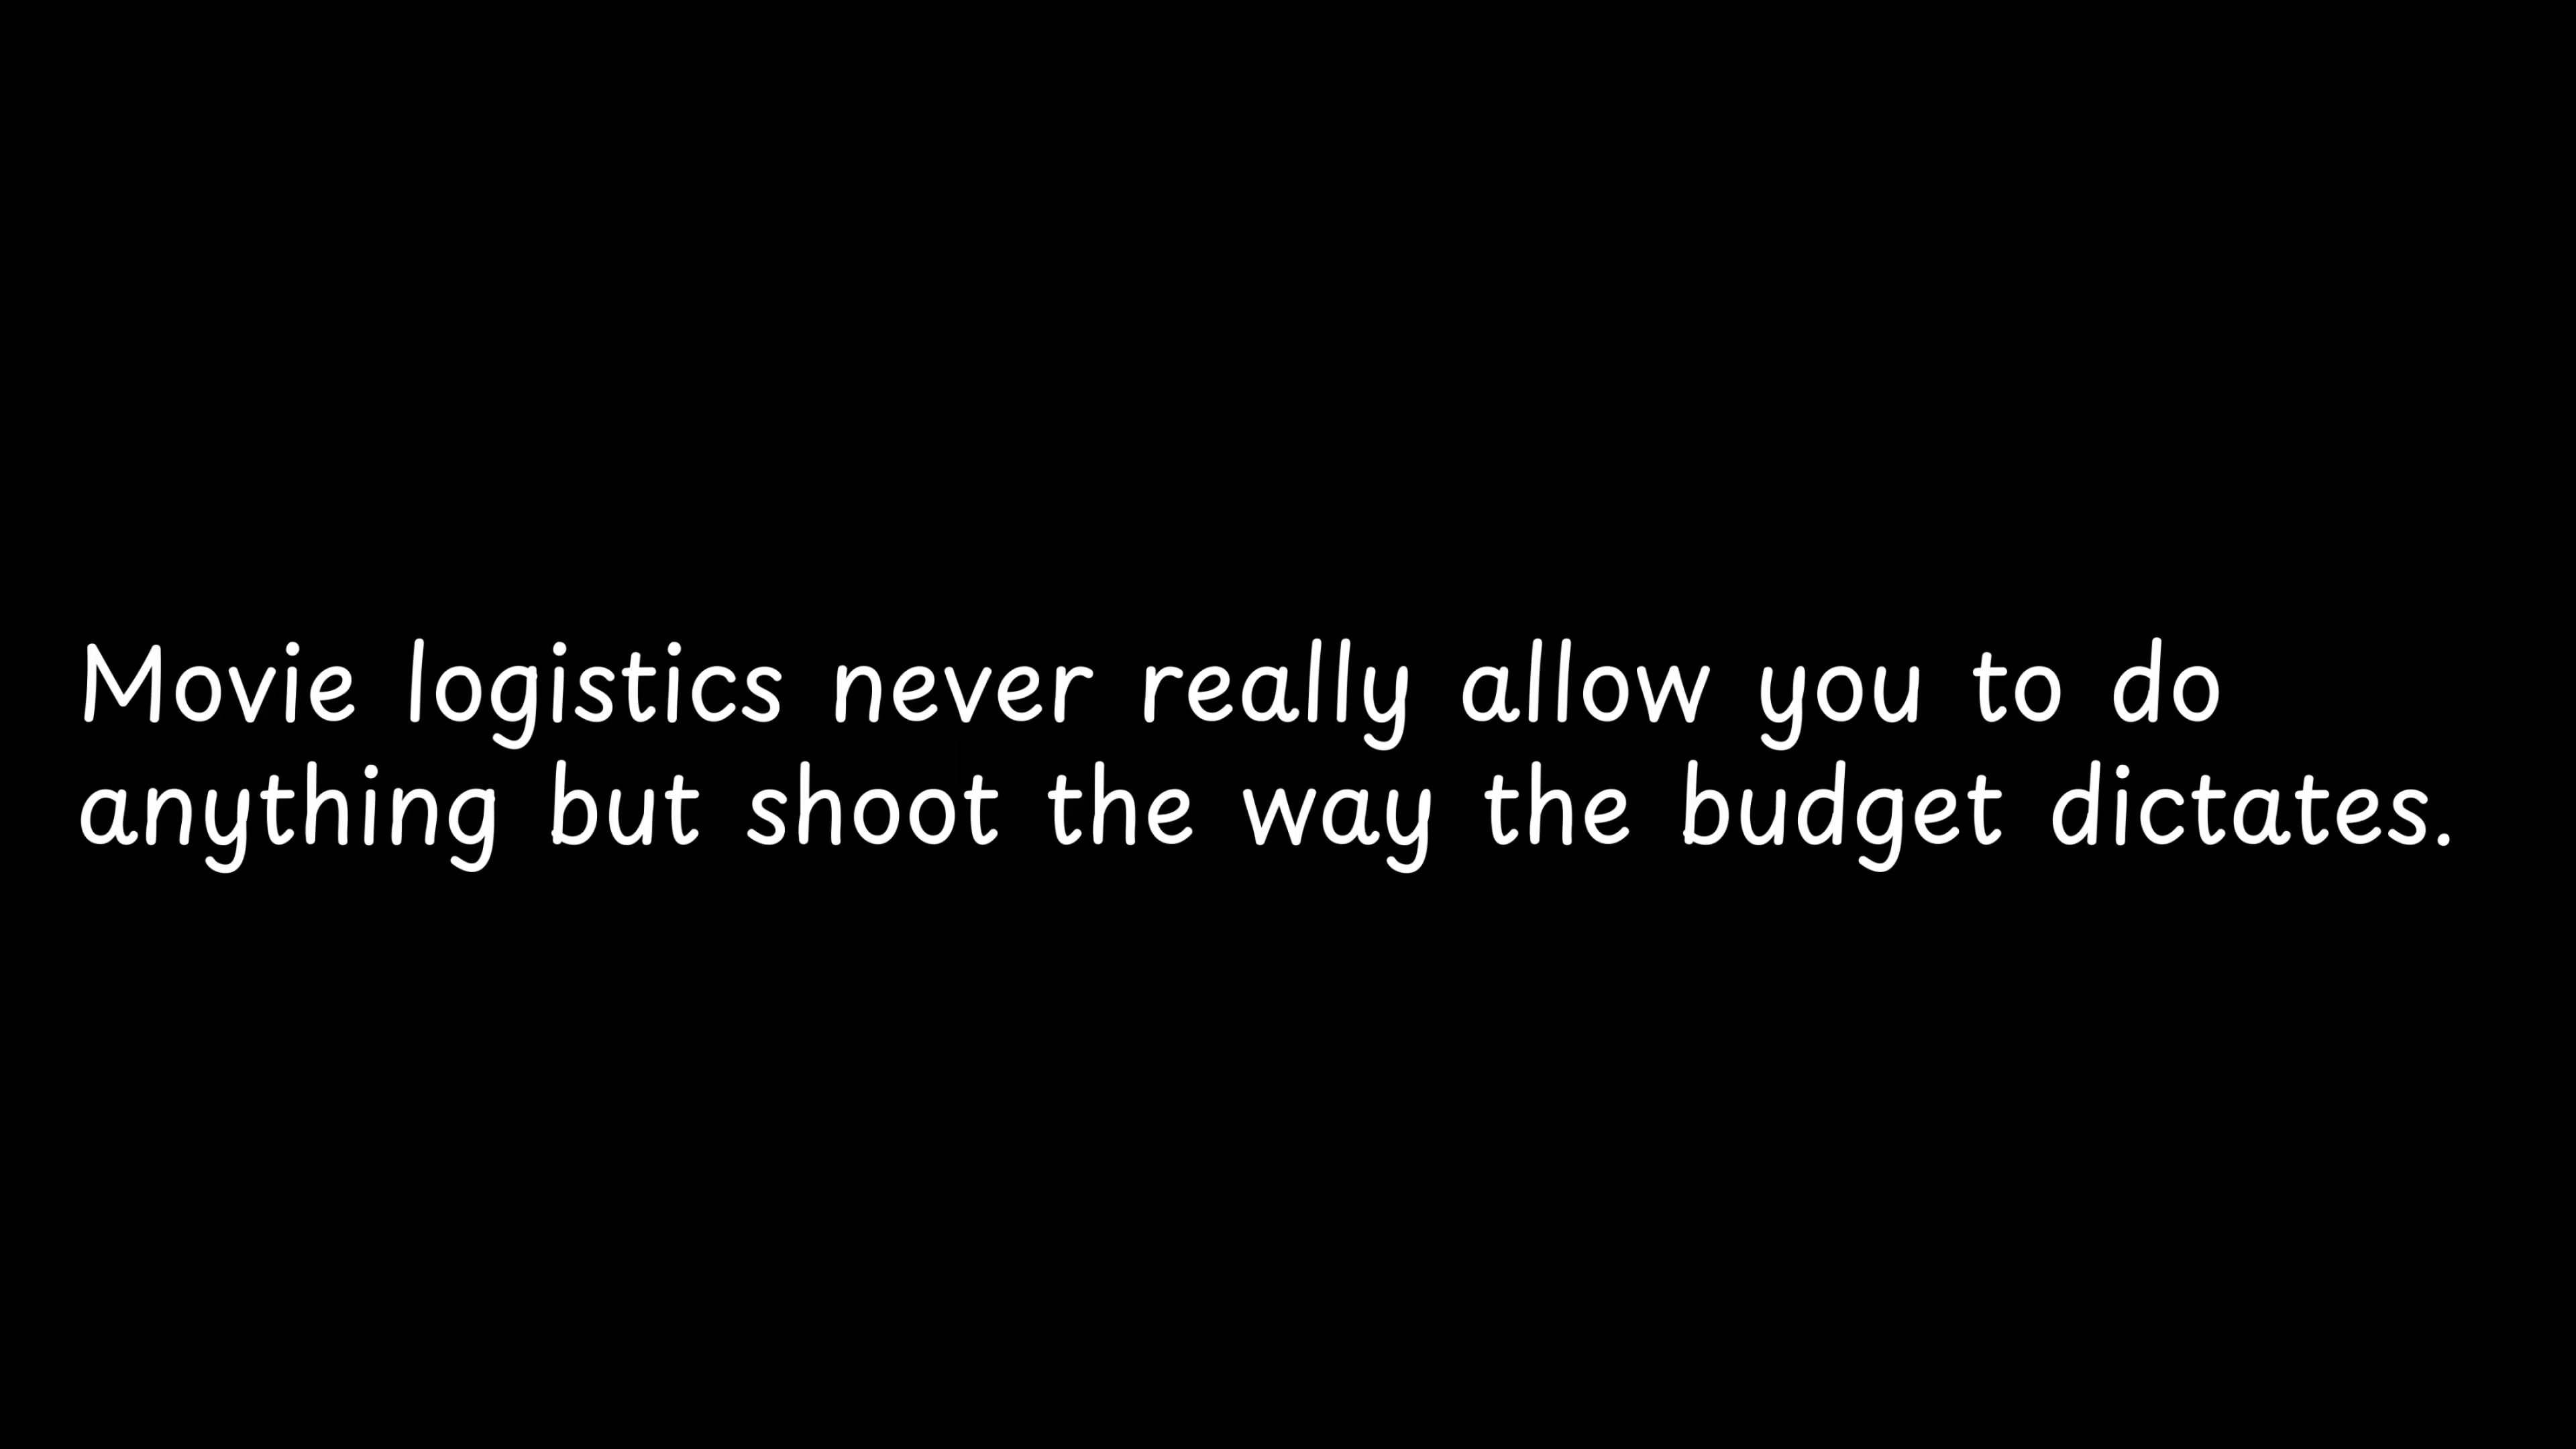 Movie logistics never really allow you to do
anything but shoot the way the budget dictates.